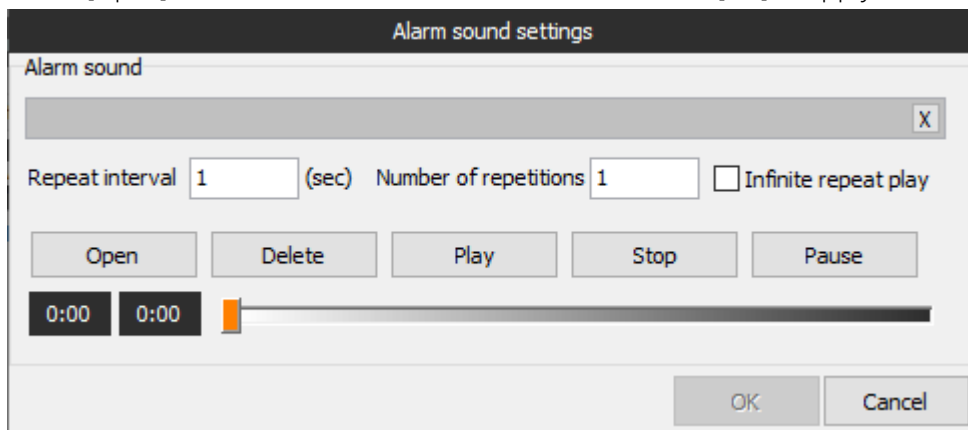 Alarm sound settings
Alarm sound
X
Repeat interval 1 (sec) Number of repetitions 1 Infinite repeat play
Open Delete Play Stop Pause
0:00 0:00
OK Cancel